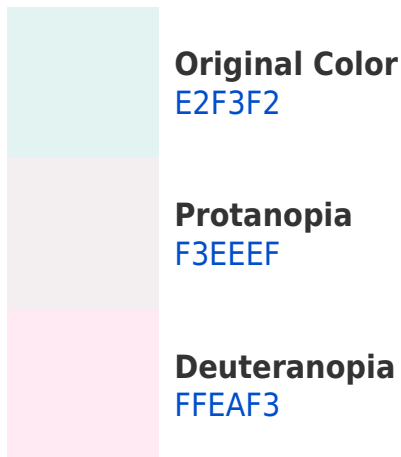 Original Color
E2F3F2
Protanopia
F3EEEF
Deuteranopia
FFEAF3